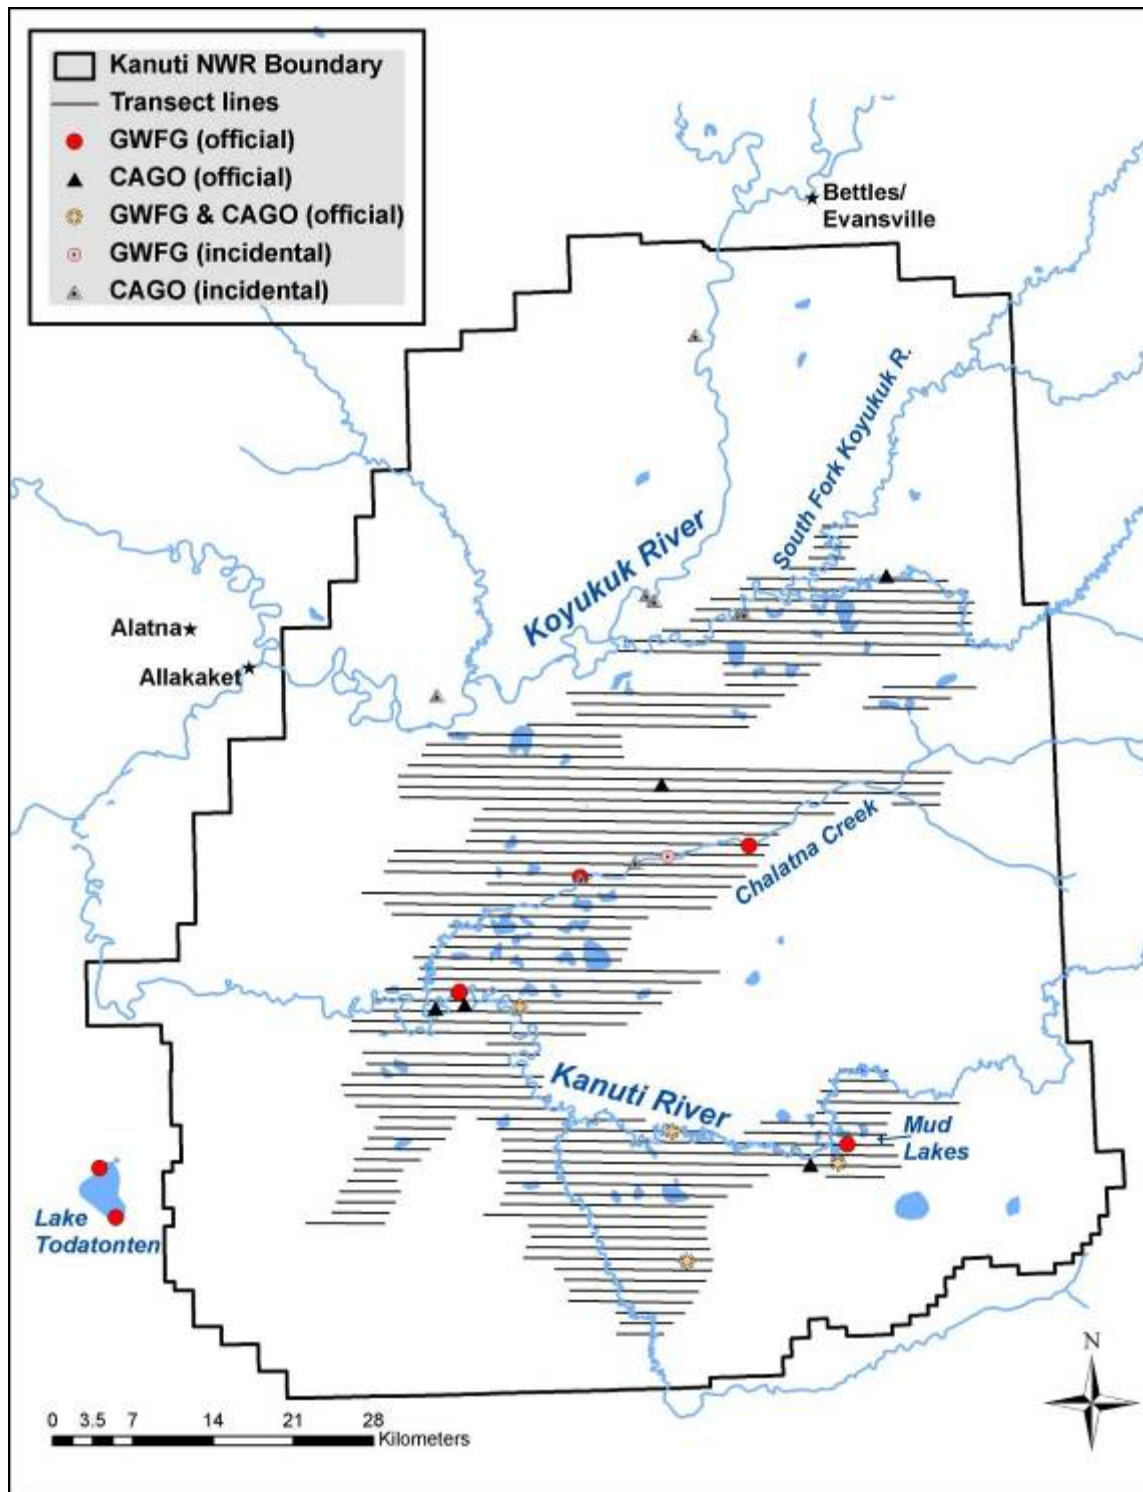 Kanuti NWR Boundary
Transect lines
GWFG (official)
CAGO (official)
GWFG & CAGO (official)
GWFG (incidental)
CAGO (incidental)
Bettles/
Evansville
South Fork Koyukuk R.
Koyukuk River
Alatna
Allakaket
Chalatna Creek
Kanuti River
Mud
Lakes
Lake
Todatonten
N
0 3.5 7 14 21 28
Kilometers